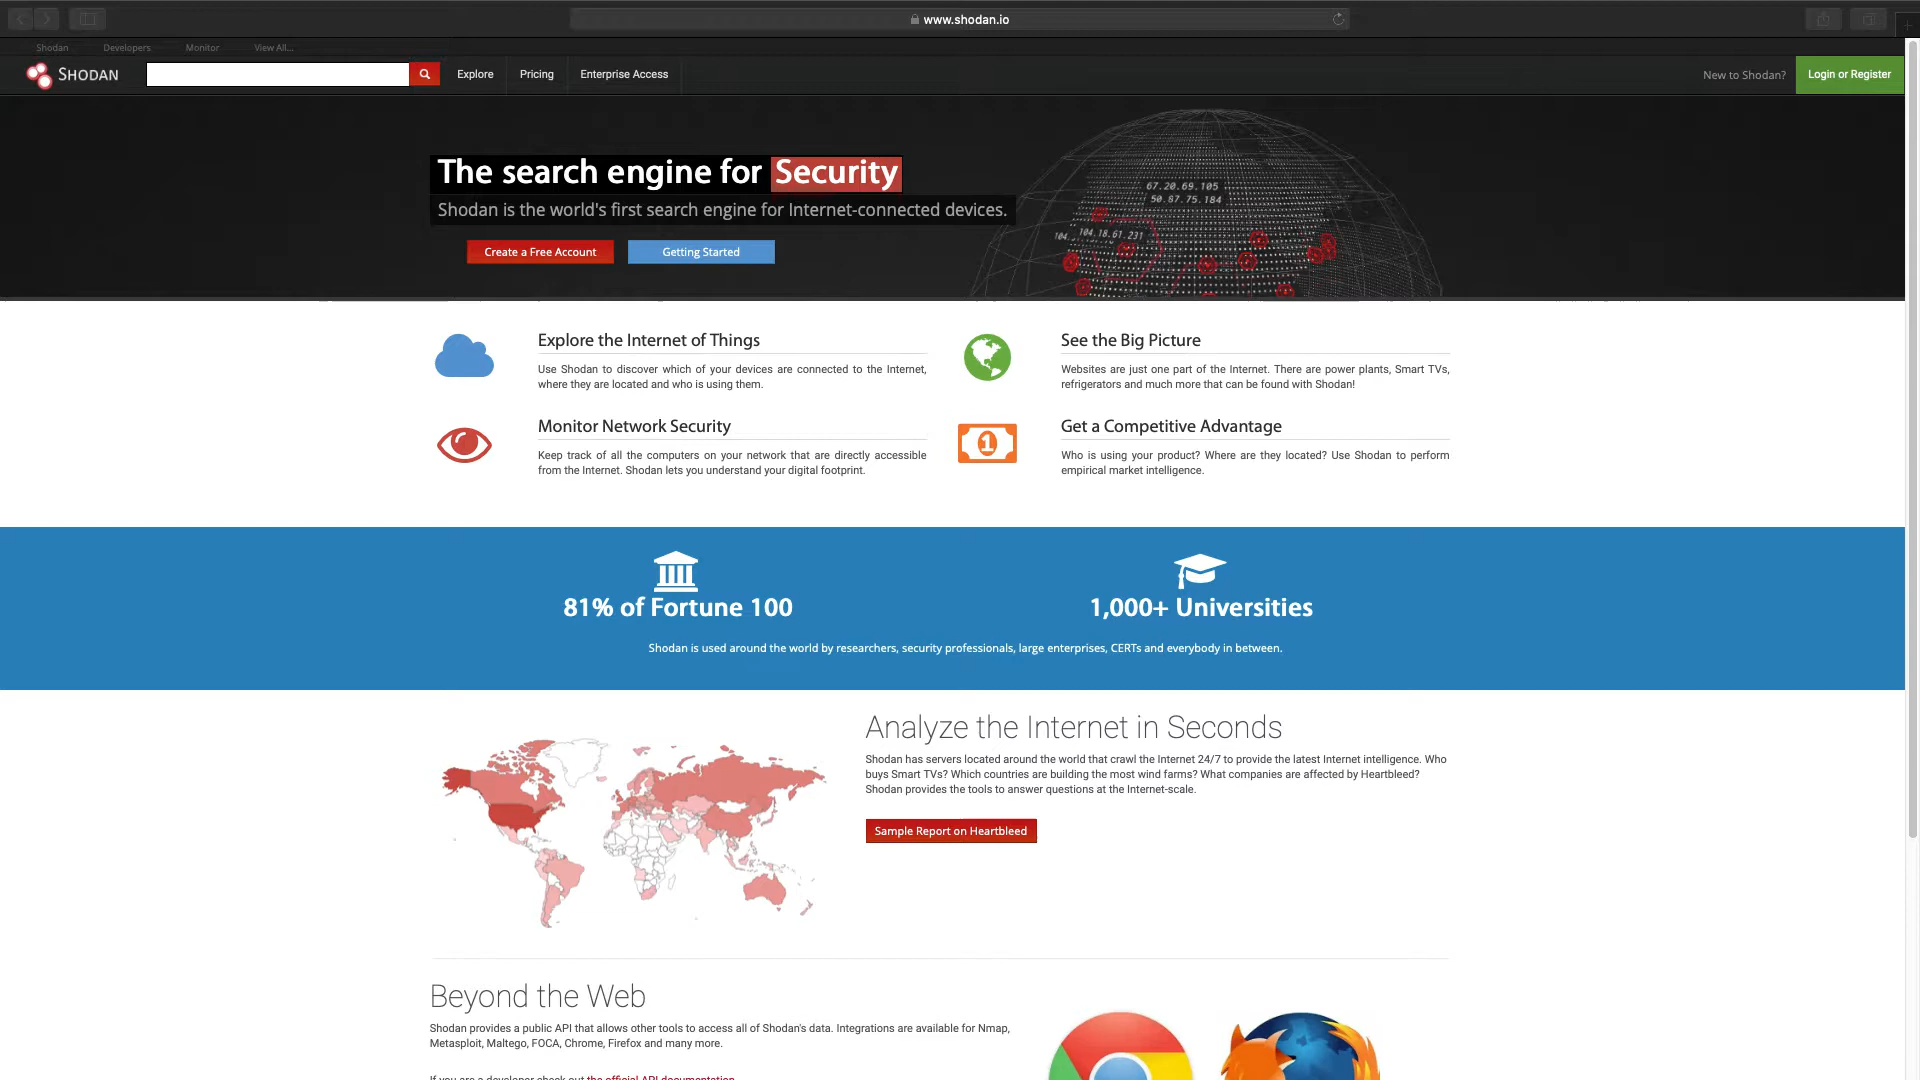 www.shodan.io
Shodan Developers Monitor View All...
SHODAN Explore Pricing Enterprise Access New to Shodan? Login or Register
The search engine for Security
Shodan is the world's first search engine for Internet-connected devices.
Create a Free Account Getting Started
67.20.69.105
50.87.75.184
104. 104.18.61.231
Explore the Internet of Things
Use Shodan to discover which of your devices are connected to the Internet,
where they are located and who is using them.
See the Big Picture
Websites are just one part of the Internet. There are power plants, Smart TVs,
refrigerators and much more that can be found with Shodan!
Monitor Network Security
Keep track of all the computers on your network that are directly accessible
from the Internet. Shodan lets you understand your digital footprint.
1
Get a Competitive Advantage
Who is using your product? Where are they located? Use Shodan to perform
empirical market intelligence.
81% of Fortune 100
1,000+ Universities
Shodan is used around the world by researchers, security professionals, large enterprises, CERTs and everybody in between.
Analyze the Internet in Seconds
Shodan has servers located around the world that crawl the Internet 24/7 to provide the latest Internet intelligence. Who
buys Smart TVs? Which countries are building the most wind farms? What companies are affected by Heartbleed?
Shodan provides the tools to answer questions at the Internet-scale.
Sample Report on Heartbleed
Beyond the Web
Shodan provides a public API that allows other tools to access all of Shodan's data. Integrations are available for Nmap,
Metasploit, Maltego, FOCA, Chrome, Firefox and many more.
If you are a developer check out the official API documentation